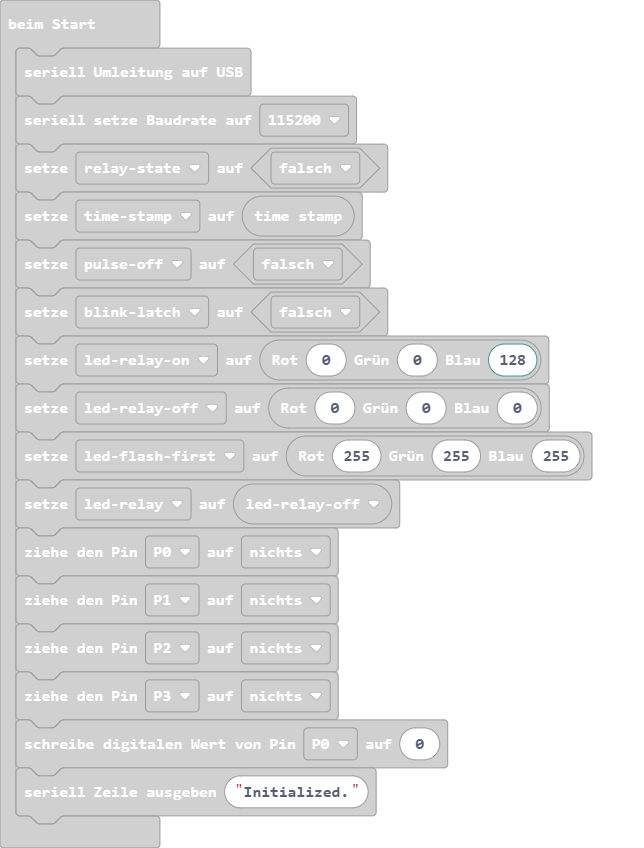 beim Start
seriell Umleitung auf USB
seriell setze Baudrate auf 115200
setze relay-state auf falsch
setze time-stamp auf time stamp
setze pulse-off auf falsch
setze blink-latch auf falsch
setze led-relay-on auf Rot 0 Grün 0 Blau 128
setze led-relay-off auf Rot 0 Grün 0 Blau 0
setze led-flash-first auf Rot 255 Grün 255 Blau 255
setze led-relay auf led-relay-off
ziehe den Pin P0 auf nichts
ziehe den Pin P1 auf nichts
ziehe den Pin P2 auf nichts
ziehe den Pin P3 auf nichts
schreibe digitalen Wert von Pin P0 auf 0
seriell Zeile ausgeben "Initialized."